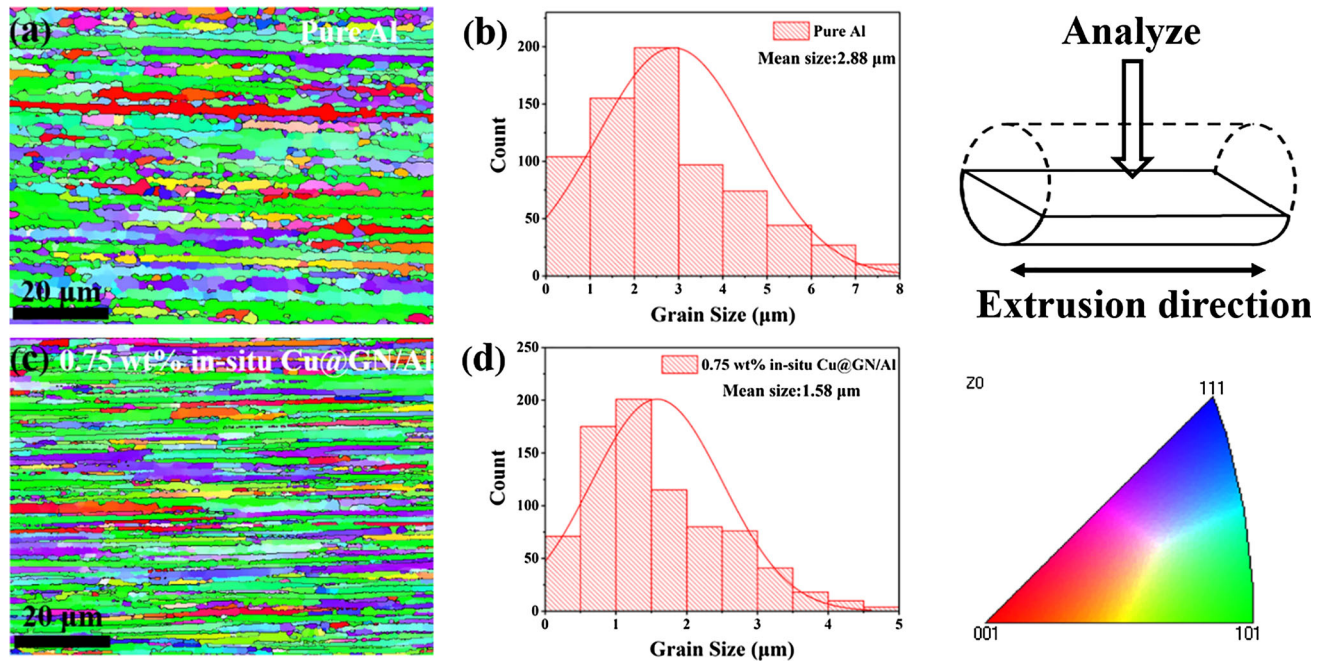 (a)
Pure Al
20 μm
(b)
Pure Al
Mean size:2.88 μm
Count
200
150
100
50
0
0 1 2 3 4 5 6 7 8
Grain Size (μm)
Analyze
Extrusion direction
(c) 0.75 wt% in-situ Cu@GN/Al
20 μm
(d)
0.75 wt% in-situ Cu@GN/Al
Mean size:1.58 μm
Count
250
200
150
100
50
0
0 1 2 3 4 5
Grain Size (μm)
Z0
111
001
101